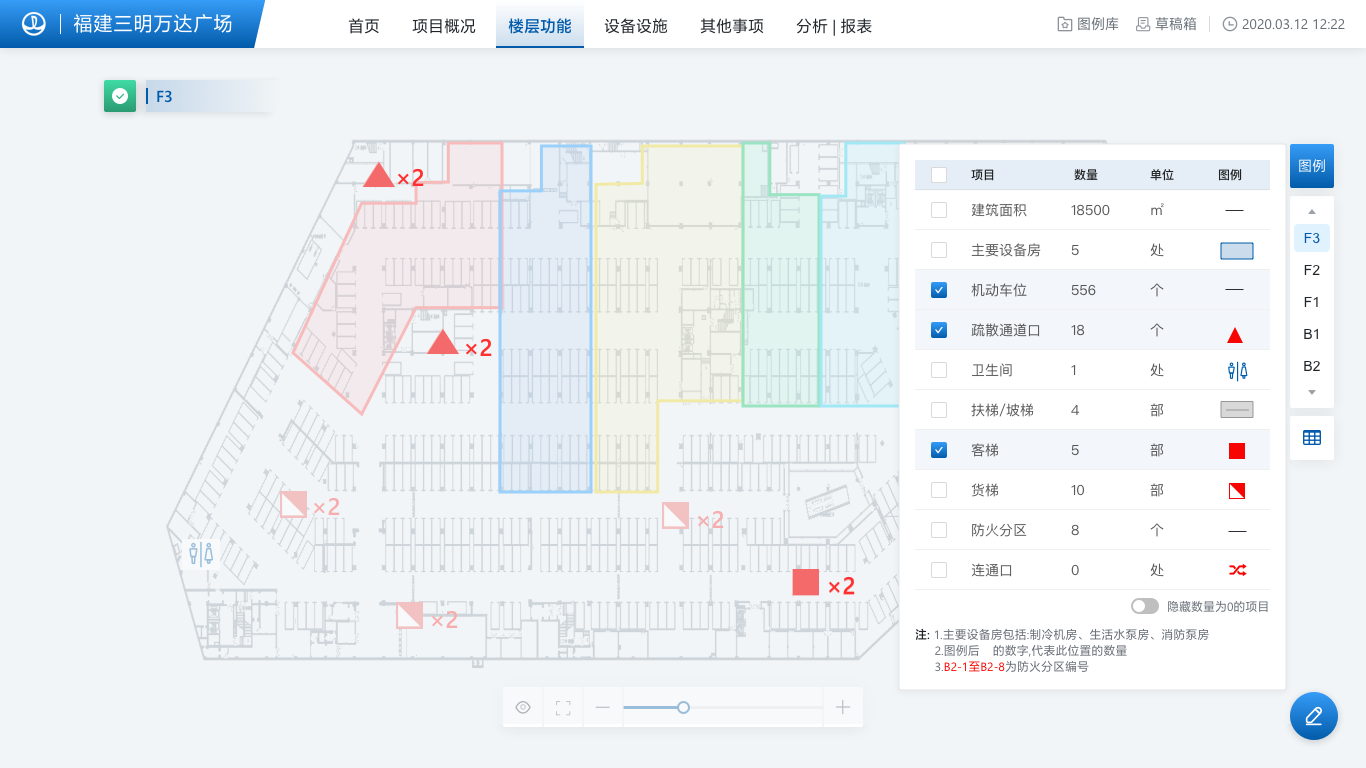 福建三明万达广场
首页 项目概况 楼层功能 设备设施 其他事项 分析 | 报表
图例库 草稿箱 2020.03.12 12:22
F3
×2
×2
×2
×2
×2
×2
项目 数量 单位 图例
建筑面积 18500 ㎡
主要设备房 5 处
机动车位 556 个
疏散通道口 18 个
卫生间 1 处
扶梯/坡梯 4 部
客梯 5 部
货梯 10 部
防火分区 8 个
连通口 0 处
隐藏数量为0的项目
注: 1.主要设备房包括:制冷机房、生活水泵房、消防泵房
2.图例后 的数字,代表此位置的数量
3.B2-1至B2-8为防火分区编号
图例
F3
F2
F1
B1
B2